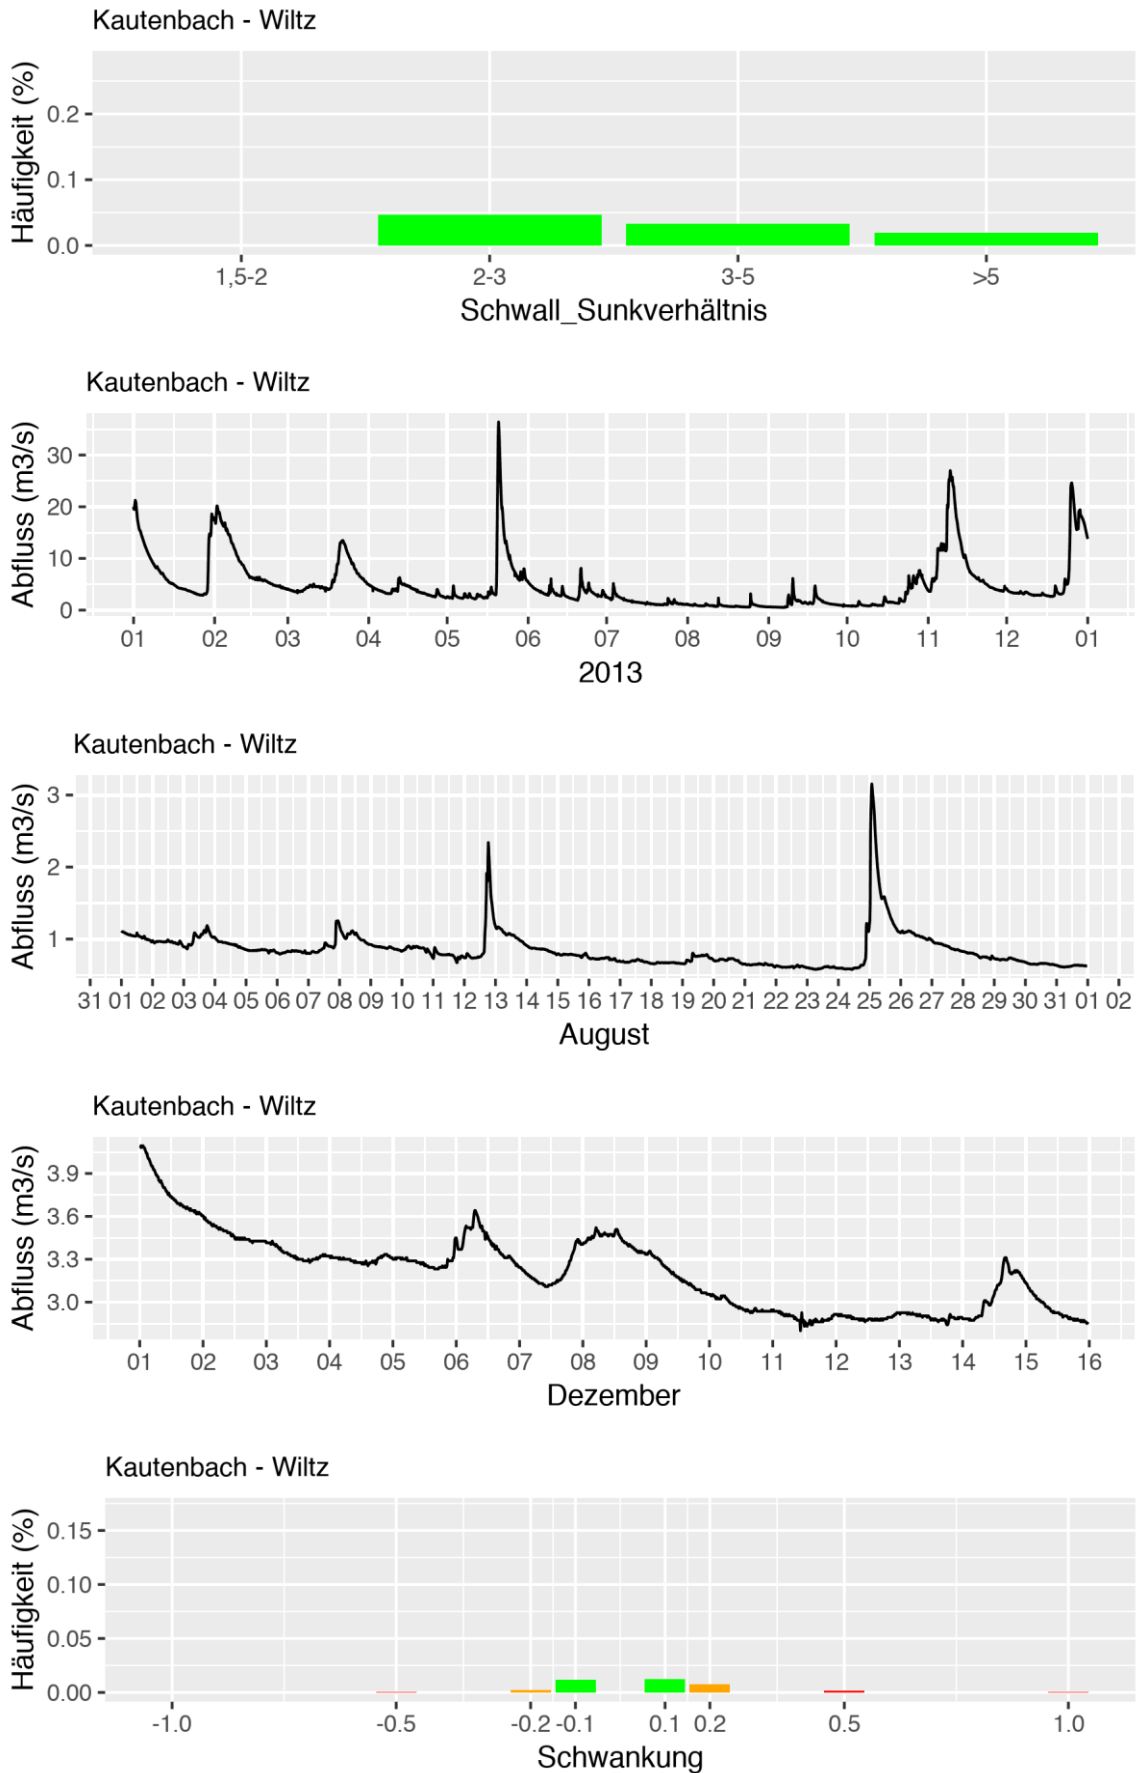 Kautenbach - Wiltz
Häufigkeit (%)
0.2
0.1
0.0
1,5-2 2-3 3-5 >5
Schwall_Sunkverhältnis
Kautenbach - Wiltz
Abfluss (m3/s)
30
20
10
0
01 02 03 04 05 06 07 08 09 10 11 12 01
2013
Kautenbach - Wiltz
Abfluss (m3/s)
3
2
1
31 01 02 03 04 05 06 07 08 09 10 11 12 13 14 15 16 17 18 19 20 21 22 23 24 25 26 27 28 29 30 31 01 02
August
Kautenbach - Wiltz
Abfluss (m3/s)
3.9
3.6
3.3
3.0
01 02 03 04 05 06 07 08 09 10 11 12 13 14 15 16
Dezember
Kautenbach - Wiltz
Häufigkeit (%)
0.15
0.10
0.05
0.00
-1.0 -0.5 -0.2 -0.1 0.1 0.2 0.5 1.0
Schwankung